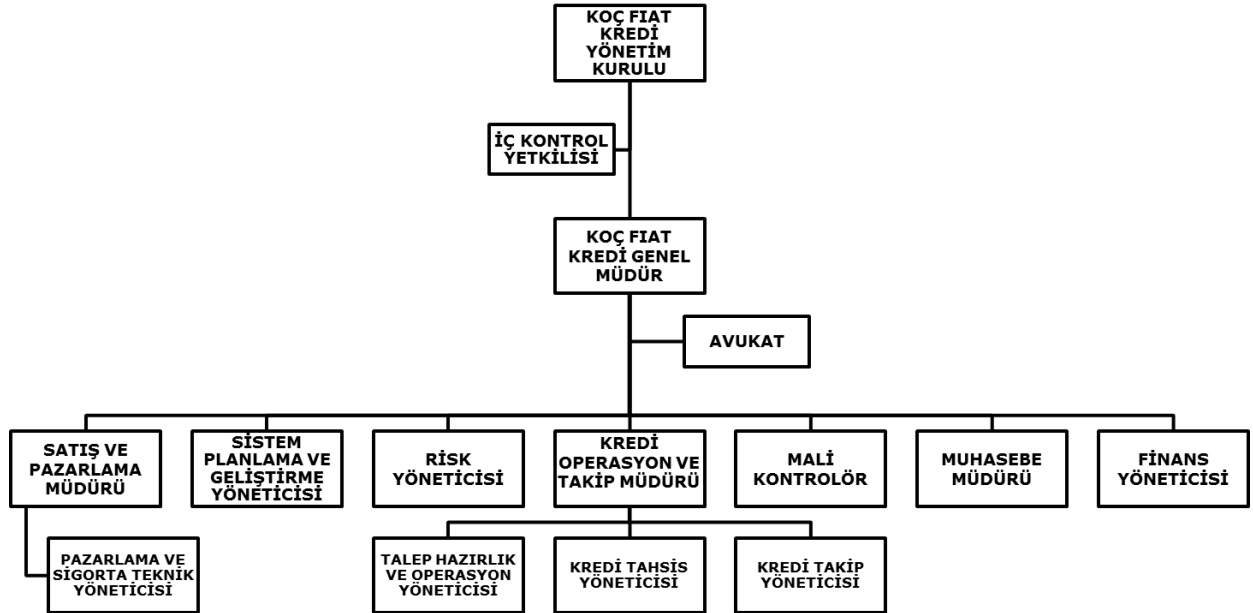 KOÇ FIAT
KREDİ
YÖNETİM
KURULU
İÇ KONTROL
YETKİLİSİ
KOÇ FIAT
KREDİ GENEL
MÜDÜR
AVUKAT
SATIŞ VE
PAZARLAMA
MÜDÜRÜ
SİSTEM
PLANLAMA VE
GELİŞTİRME
YÖNETİCİSİ
RİSK
YÖNETİCİSİ
KREDİ
OPERASYON VE
TAKİP MÜDÜRÜ
MALİ
KONTROLÖR
MUHASEBE
MÜDÜRÜ
FİNANS
YÖNETİCİSİ
PAZARLAMA VE
SİGORTA TEKNİK
YÖNETİCİSİ
TALEP HAZIRLIK
VE OPERASYON
YÖNETİCİSİ
KREDİ TAHSİS
YÖNETİCİSİ
KREDİ TAKİP
YÖNETİCİSİ